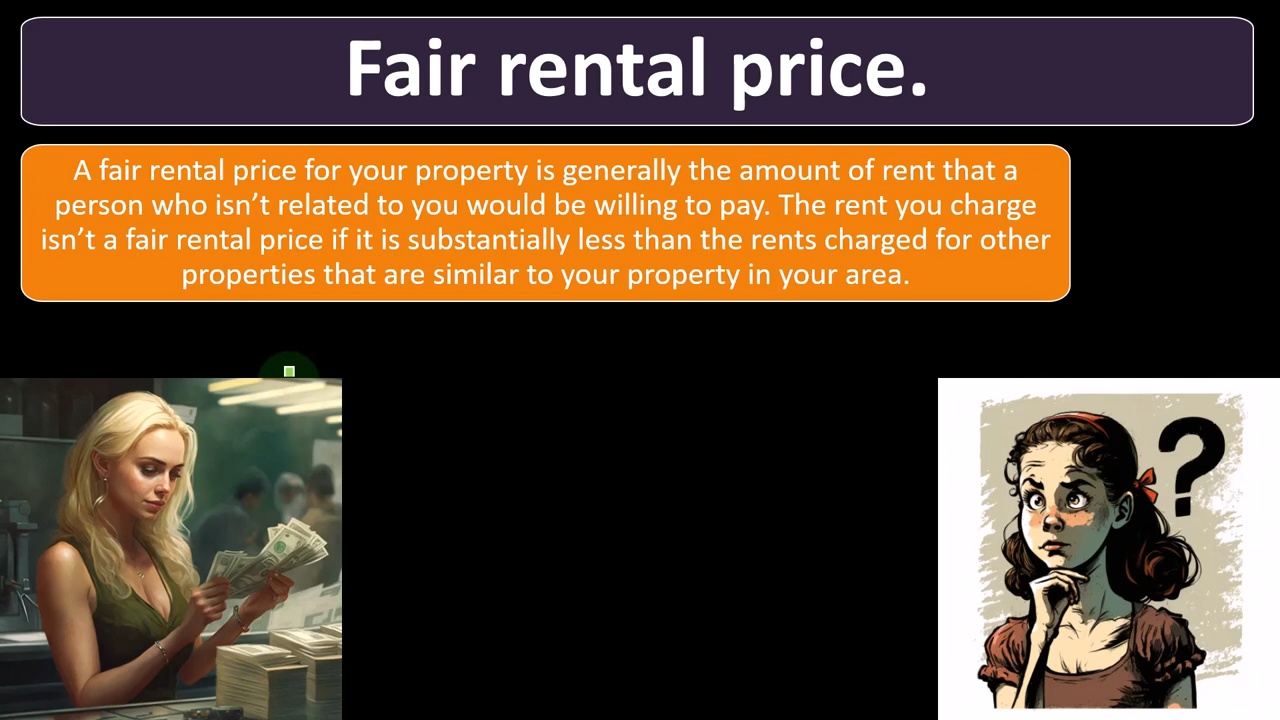 Fair rental price.
A fair rental price for your property is generally the amount of rent that a
person who isn’t related to you would be willing to pay. The rent you charge
isn’t a fair rental price if it is substantially less than the rents charged for other
properties that are similar to your property in your area.
?